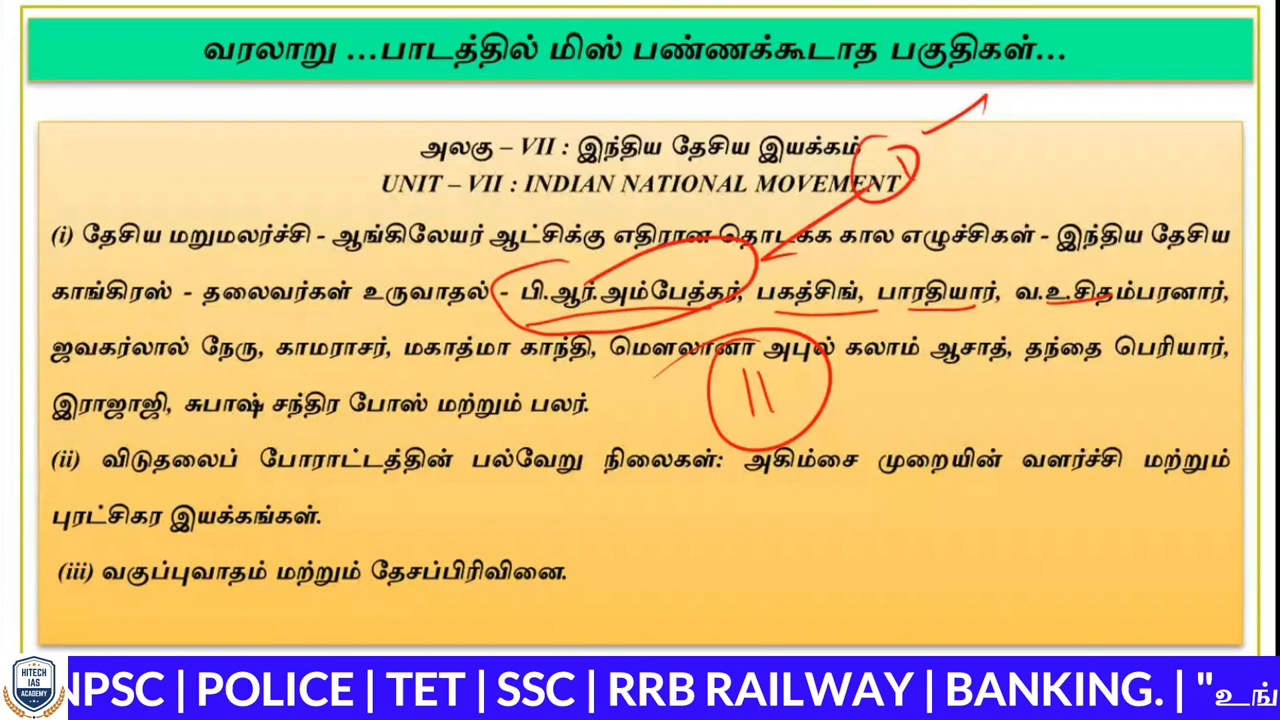 வரலாறு ...பாடத்தில் மிஸ் பண்ணக்கூடாத பகுதிகள்...
அலகு – VII : இந்திய தேசிய இயக்கம்
UNIT – VII : INDIAN NATIONAL MOVEMENT
(i) தேசிய மறுமலர்ச்சி - ஆங்கிலேயர் ஆட்சிக்கு எதிரான தொடக்க கால எழுச்சிகள் - இந்திய தேசிய
காங்கிரஸ் - தலைவர்கள் உருவாதல் - பி.ஆர்.அம்பேத்கர், பகத்சிங், பாரதியார், வ.உ.சிதம்பரனார்,
ஜவகர்லால் நேரு, காமராசர், மகாத்மா காந்தி, மௌலானா அபுல் கலாம் ஆசாத், தந்தை பெரியார்,
இராஜாஜி, சுபாஷ் சந்திர போஸ் மற்றும் பலர்.
11
(ii) விடுதலைப் போராட்டத்தின் பல்வேறு நிலைகள்: அகிம்சை முறையின் வளர்ச்சி மற்றும்
புரட்சிகர இயக்கங்கள்.
(iii) வகுப்புவாதம் மற்றும் தேசப்பிரிவினை.
HITECH
IAS
ACADEMY
NPSC | POLICE | TET | SSC | RRB RAILWAY | BANKING. | "உங்